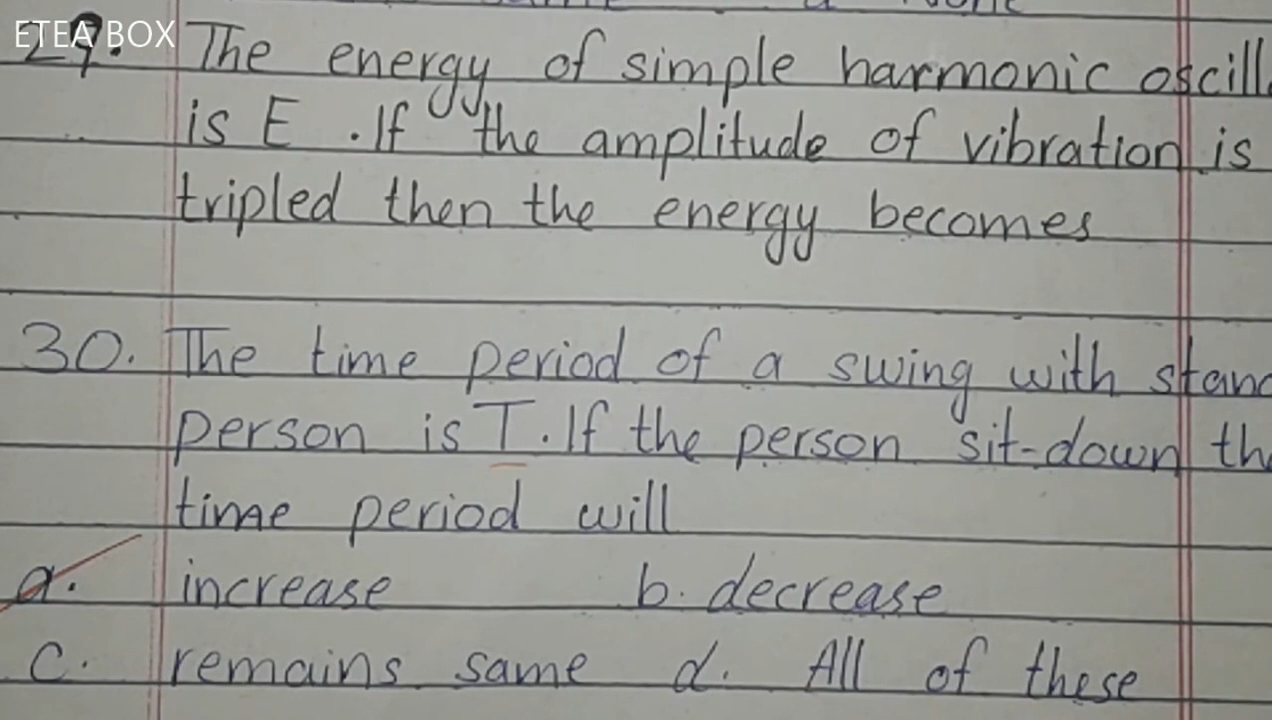 ETEA BOX
29. The energy of simple harmonic oscill
is E . If the amplitude of vibration is
tripled then the energy becomes
30. The time period of a swing with stand
person is T. If the person sit-down th
time period will
a. increase b. decrease
c. remains same d. All of these